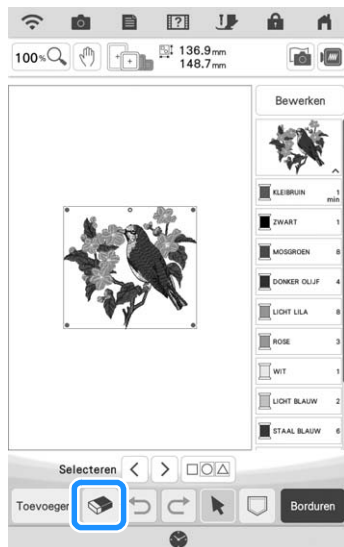 100% 136.9mm
148.7mm
Bewerken
KLEIBRUIN 1
min
ZWART 1
MOSGROEN 8
DONKER OLIJF 4
LICHT LILA 8
ROSE 3
WIT 1
LICHT BLAUW 2
STAAL BLAUW 6
Selecteren
Toevoegen Borduren